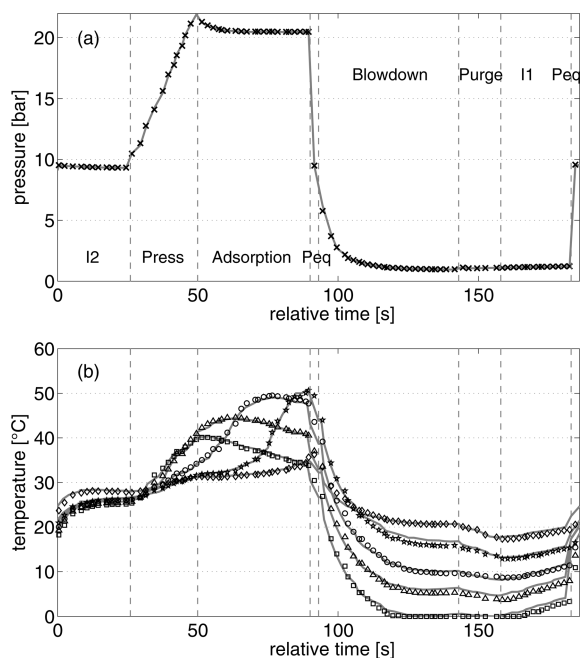 (a)
20
15
10
5
0
pressure [bar]
Blowdown Purge I1 Peq
I2 Press Adsorption Peq
0 50 100 150
relative time [s]
(b)
60
50
40
30
20
10
0
temperature [°C]
0 50 100 150
relative time [s]